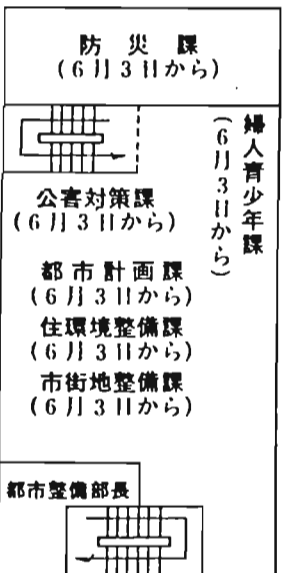 防災課
(6月3日から)
婦人青少年課
(6月3日から)
公害対策課
(6月3日から)
都市計画課
(6月3日から)
住環境整備課
(6月3日から)
市街地整備課
(6月3日から)
都市整備部長